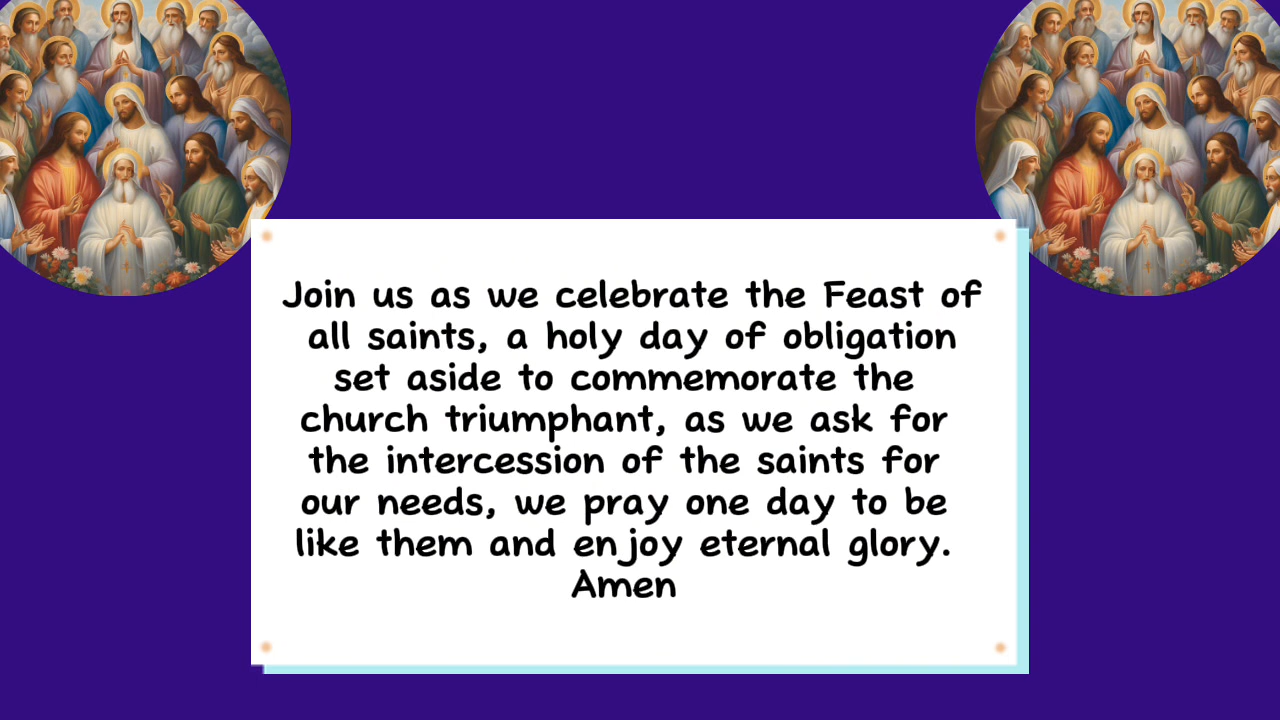 Join us as we celebrate the Feast of
all saints, a holy day of obligation
set aside to commemorate the
church triumphant, as we ask for
the intercession of the saints for
our needs, we pray one day to be
like them and enjoy eternal glory.
Amen